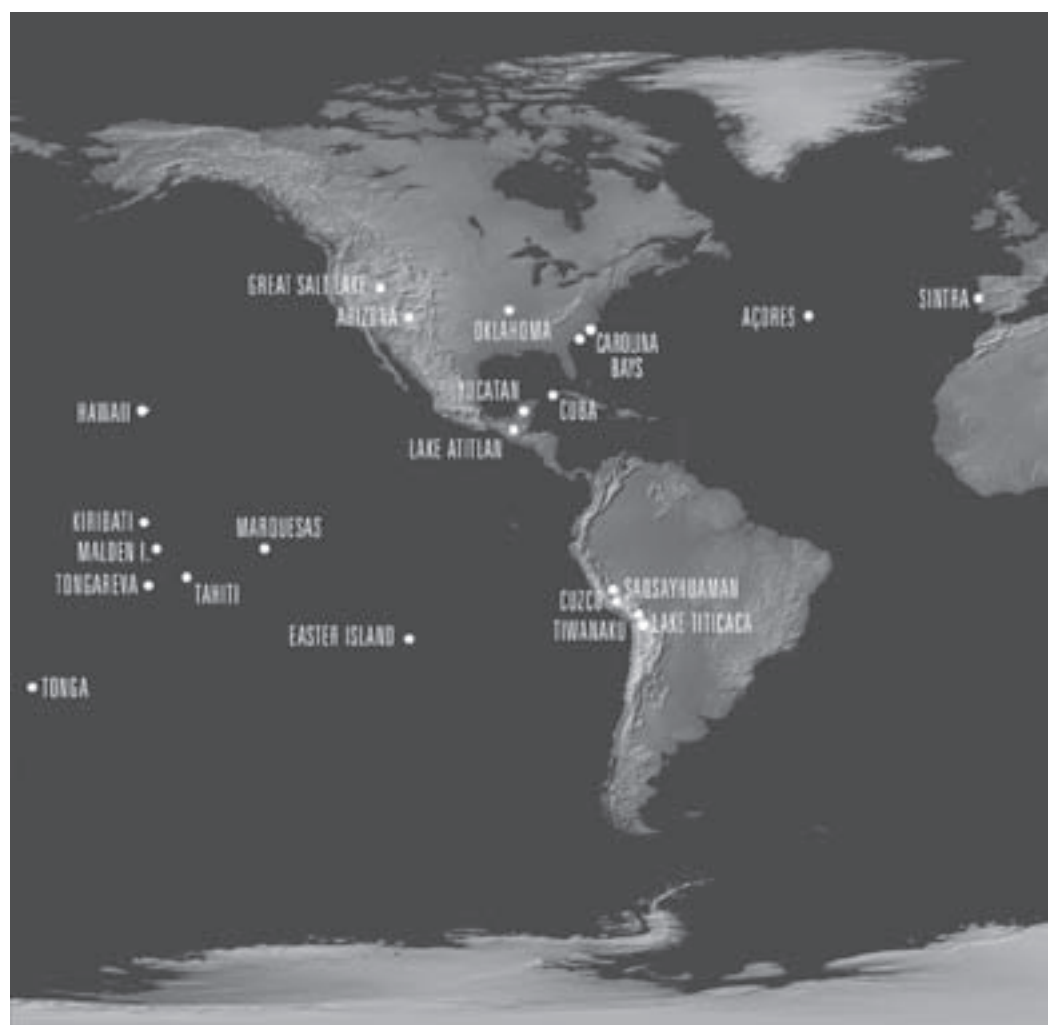 GREAT SALT LAKE
ARIZONA
OKLAHOMA
CAROLINA
BAYS
AÇORES
SINTRA
YUCATAN
CUBA
HAWAII
LAKE ATITLAN
KIRIBATI
MARQUESAS
MALDEN I.
TONGAREVA
TAHITI
SAQSAYHUAMAN
CUZCO
TIWANAKU
LAKE TITICACA
EASTER ISLAND
TONGA